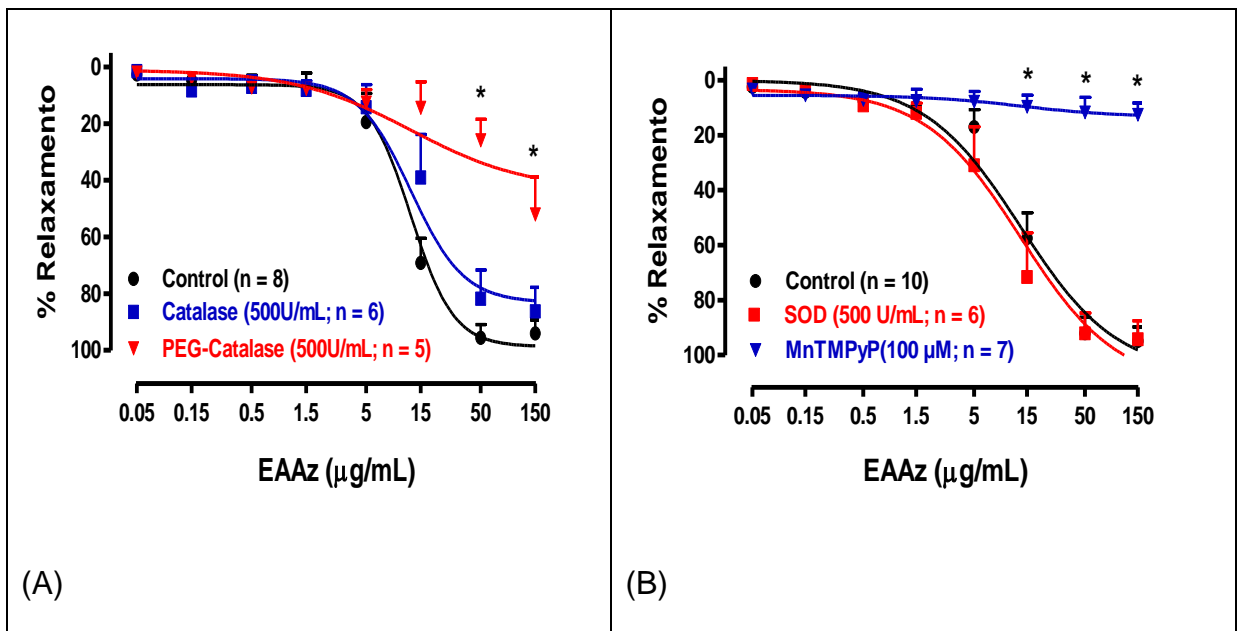 0
20
40
60
80
100
% Relaxamento
*
*
Control (n = 8)
Catalase (500U/mL; n = 6)
PEG-Catalase (500U/mL; n = 5)
0.05 0.15 0.5 1.5 5 15 50 150
EAAz (μg/mL)
(A)
0
20
40
60
80
100
% Relaxamento
* * *
Control (n = 10)
SOD (500 U/mL; n = 6)
MnTMPyP(100 μM; n = 7)
0.05 0.15 0.5 1.5 5 15 50 150
EAAz (μg/mL)
(B)